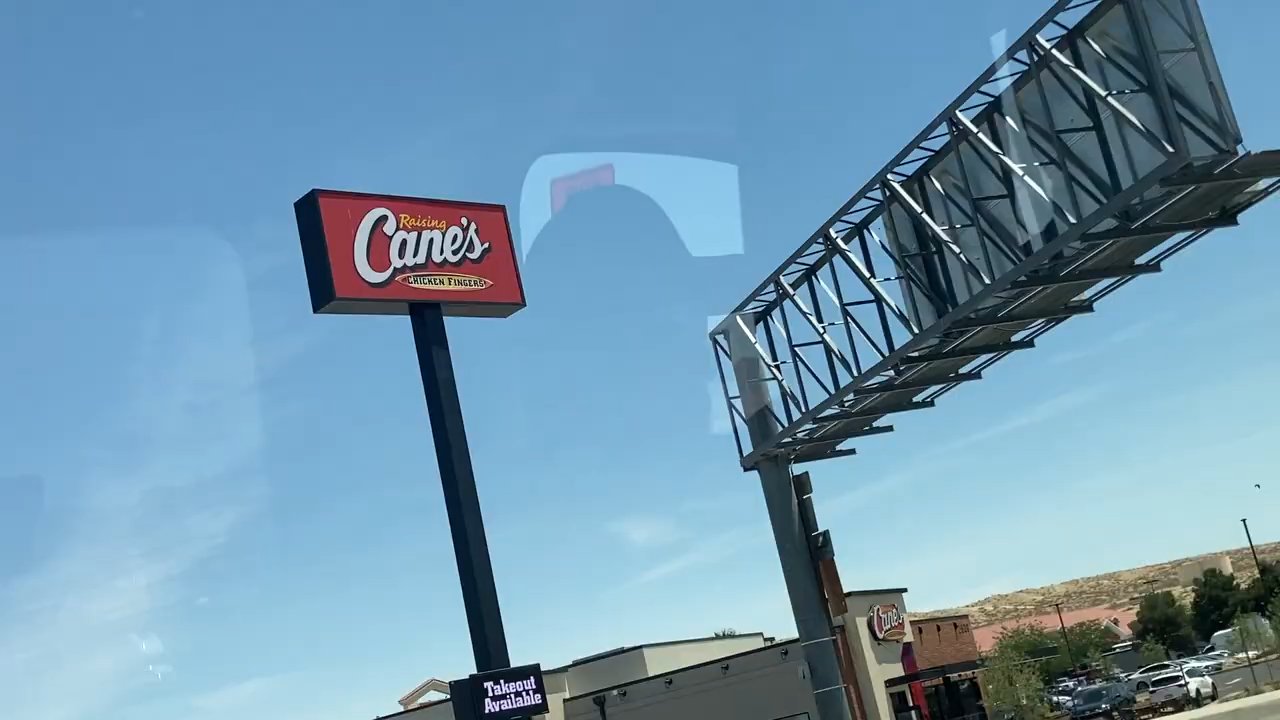 Raising
Cane's
CHICKEN FINGERS
Takeout
Available
Cane's